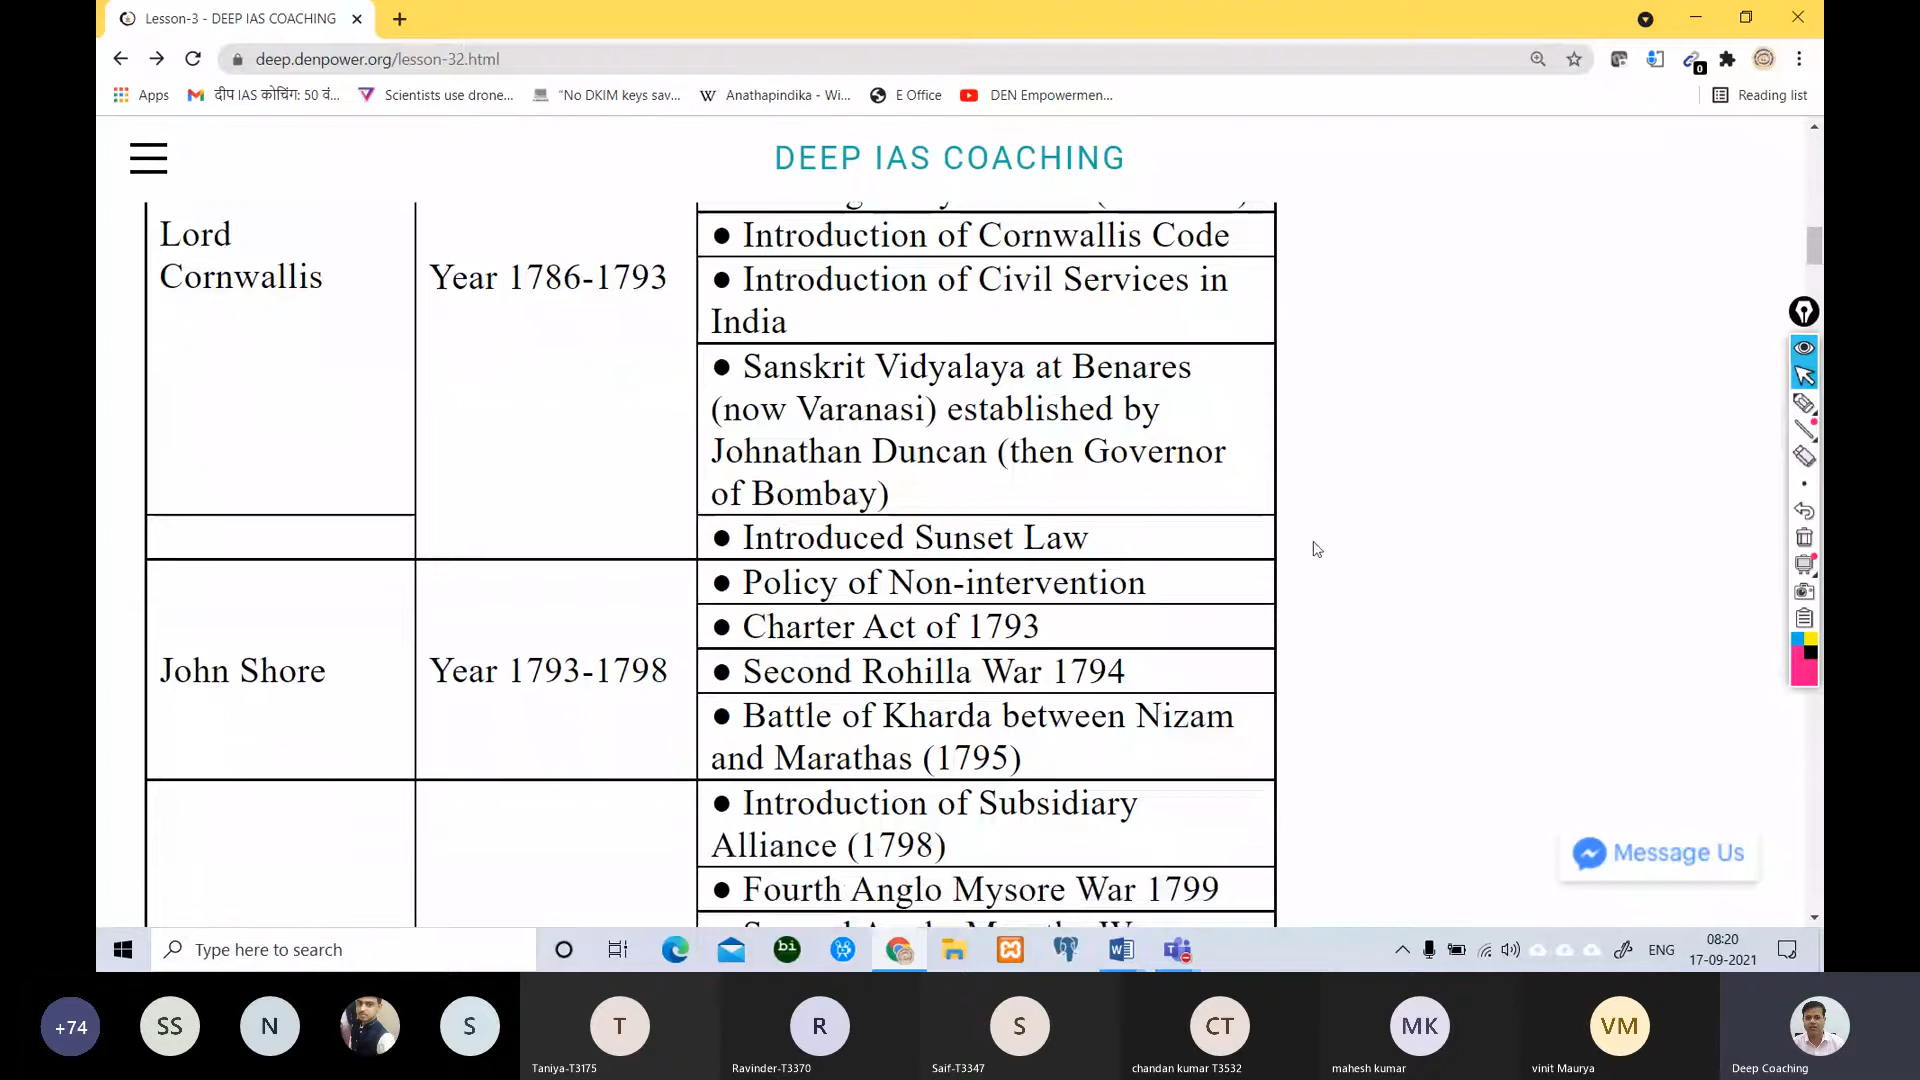 Lesson-3 - DEEP IAS COACHING
deep.denpower.org/lesson-32.html
0
Apps
दीप IAS कोचिंग: 50 वं...
Scientists use drone...
"No DKIM keys sav...
Anathapindika - Wi...
E Office
DEN Empowermen...
Reading list
DEEP IAS COACHING
Lord
Cornwallis
Year 1786-1793
● Introduction of Cornwallis Code
● Introduction of Civil Services in
India
● Sanskrit Vidyalaya at Benares
(now Varanasi) established by
Johnathan Duncan (then Governor
of Bombay)
● Introduced Sunset Law
John Shore
Year 1793-1798
● Policy of Non-intervention
● Charter Act of 1793
● Second Rohilla War 1794
● Battle of Kharda between Nizam
and Marathas (1795)
● Introduction of Subsidiary
Alliance (1798)
● Fourth Anglo Mysore War 1799
Message Us
Type here to search
bi
ENG
08:20
17-09-2021
+74
SS
N
S
T
Taniya-T3175
R
Ravinder-T3370
S
Saif-T3347
CT
chandan kumar T3532
MK
mahesh kumar
VM
vinit Maurya
Deep Coaching